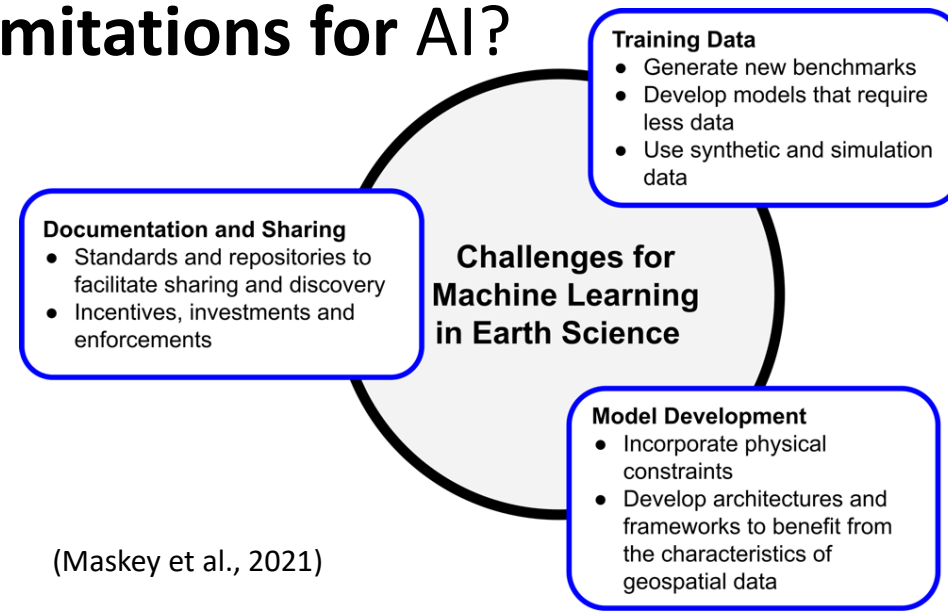 mitations for AI?
Training Data
● Generate new benchmarks
● Develop models that require
less data
● Use synthetic and simulation
data
Documentation and Sharing
● Standards and repositories to
facilitate sharing and discovery
● Incentives, investments and
enforcements
Challenges for
Machine Learning
in Earth Science
Model Development
● Incorporate physical
constraints
● Develop architectures and
frameworks to benefit from
the characteristics of
geospatial data
(Maskey et al., 2021)